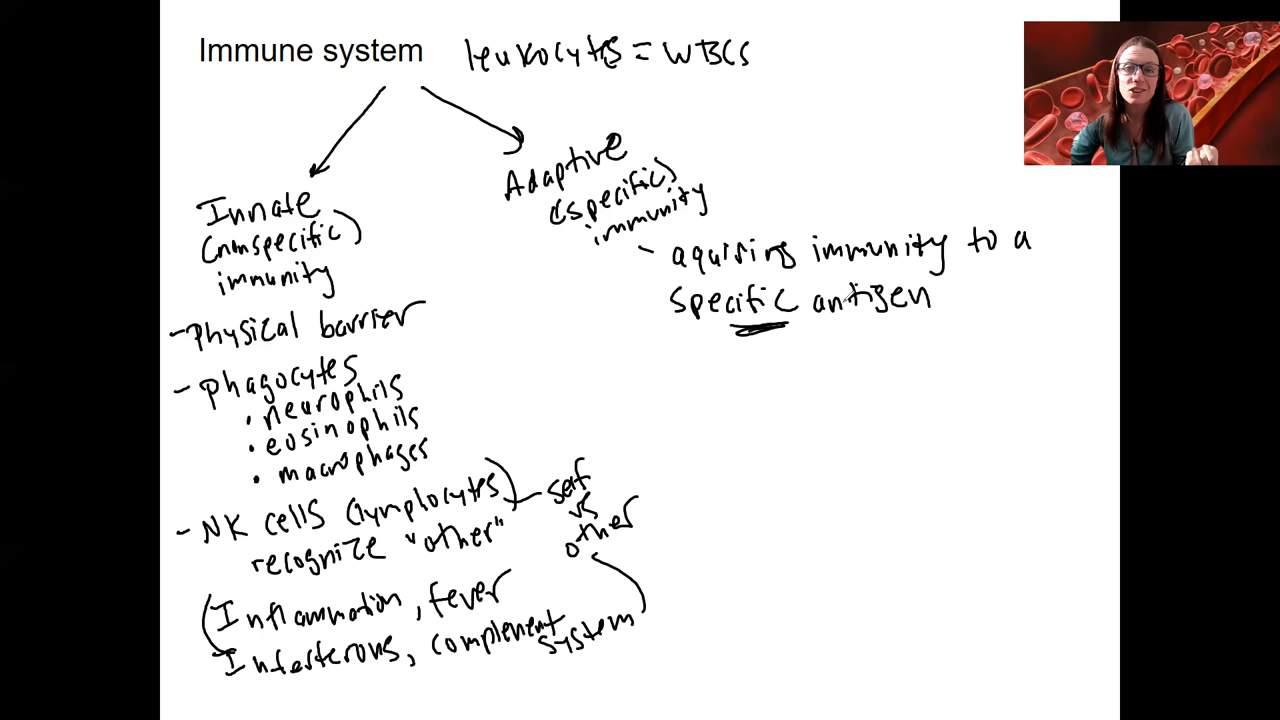 Immune system leukocytes = WBCs
Innate
(nonspecific)
immunity
- Physical barrier
- Phagocytes
• neurophils
• eosinophils
• macrophages
- NK cells (lymphocytes)
recognize "other"
self
vs
other
(Inflammation, fever
Interferons, complement
system)
Adaptive
(specific)
immunity
- aquiring immunity to a
specific antigen